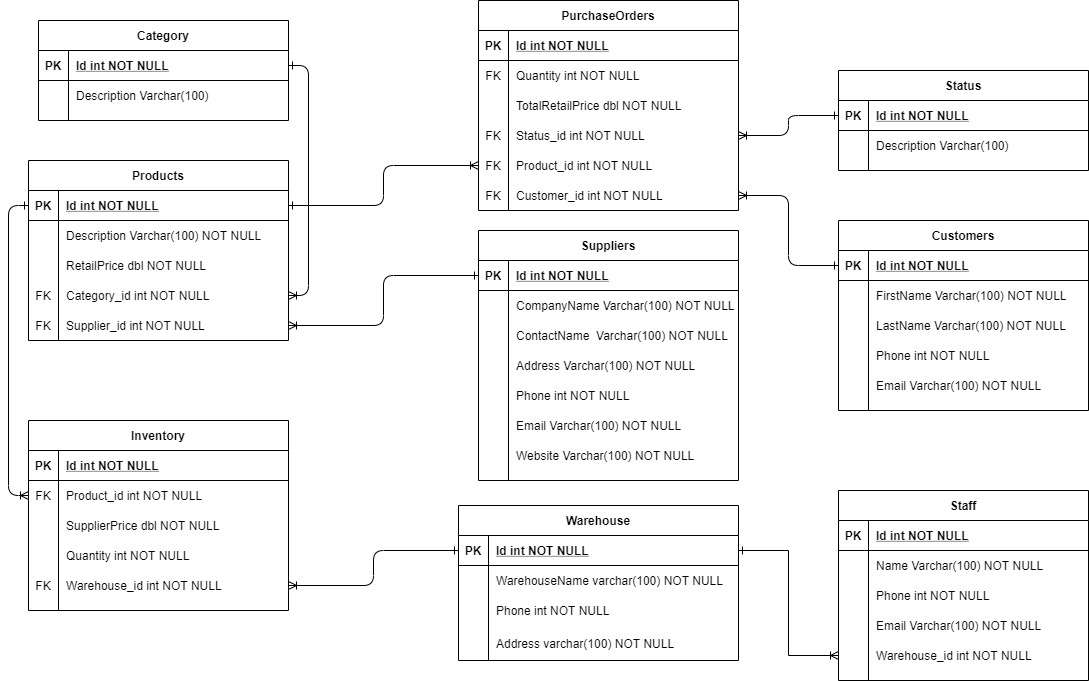 Category
PK Id int NOT NULL
Description Varchar(100)
Products
PK Id int NOT NULL
Description Varchar(100) NOT NULL
RetailPrice dbl NOT NULL
FK Category_id int NOT NULL
FK Supplier_id int NOT NULL
Inventory
PK Id int NOT NULL
FK Product_id int NOT NULL
SupplierPrice dbl NOT NULL
Quantity int NOT NULL
FK Warehouse_id int NOT NULL
PurchaseOrders
PK Id int NOT NULL
FK Quantity int NOT NULL
TotalRetailPrice dbl NOT NULL
FK Status_id int NOT NULL
FK Product_id int NOT NULL
FK Customer_id int NOT NULL
Suppliers
PK Id int NOT NULL
CompanyName Varchar(100) NOT NULL
ContactName Varchar(100) NOT NULL
Address Varchar(100) NOT NULL
Phone int NOT NULL
Email Varchar(100) NOT NULL
Website Varchar(100) NOT NULL
Warehouse
PK Id int NOT NULL
WarehouseName varchar(100) NOT NULL
Phone int NOT NULL
Address varchar(100) NOT NULL
Status
PK Id int NOT NULL
Description Varchar(100)
Customers
PK Id int NOT NULL
FirstName Varchar(100) NOT NULL
LastName Varchar(100) NOT NULL
Phone int NOT NULL
Email Varchar(100) NOT NULL
Staff
PK Id int NOT NULL
Name Varchar(100) NOT NULL
Phone int NOT NULL
Email Varchar(100) NOT NULL
Warehouse_id int NOT NULL